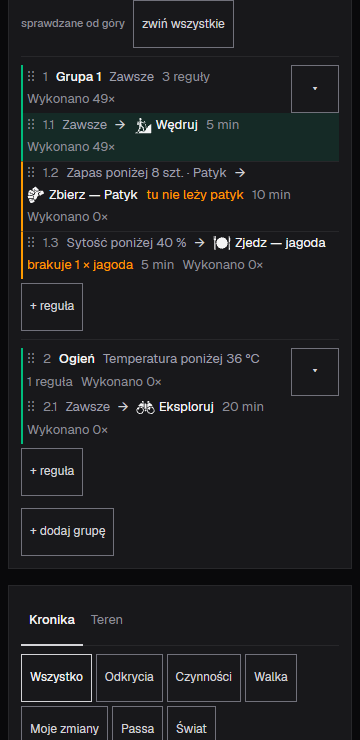 sprawdzane od góry zwiń wszystkie
1 Grupa 1 Zawsze 3 reguły
Wykonano 49×
1.1 Zawsze → Wędruj 5 min
Wykonano 49×
1.2 Zapas poniżej 8 szt. · Patyk →
Zbierz — Patyk tu nie leży patyk 10 min
Wykonano 0×
1.3 Sytość poniżej 40 % → Zjedz — jagoda
brakuje 1 × jagoda 5 min Wykonano 0×
+ reguła
2 Ogień Temperatura poniżej 36 °C
1 reguła Wykonano 0×
2.1 Zawsze → Eksploruj 20 min
Wykonano 0×
+ reguła
+ dodaj grupę
Kronika Teren
Wszystko Odkrycia Czynności Walka
Moje zmiany Passa Świat